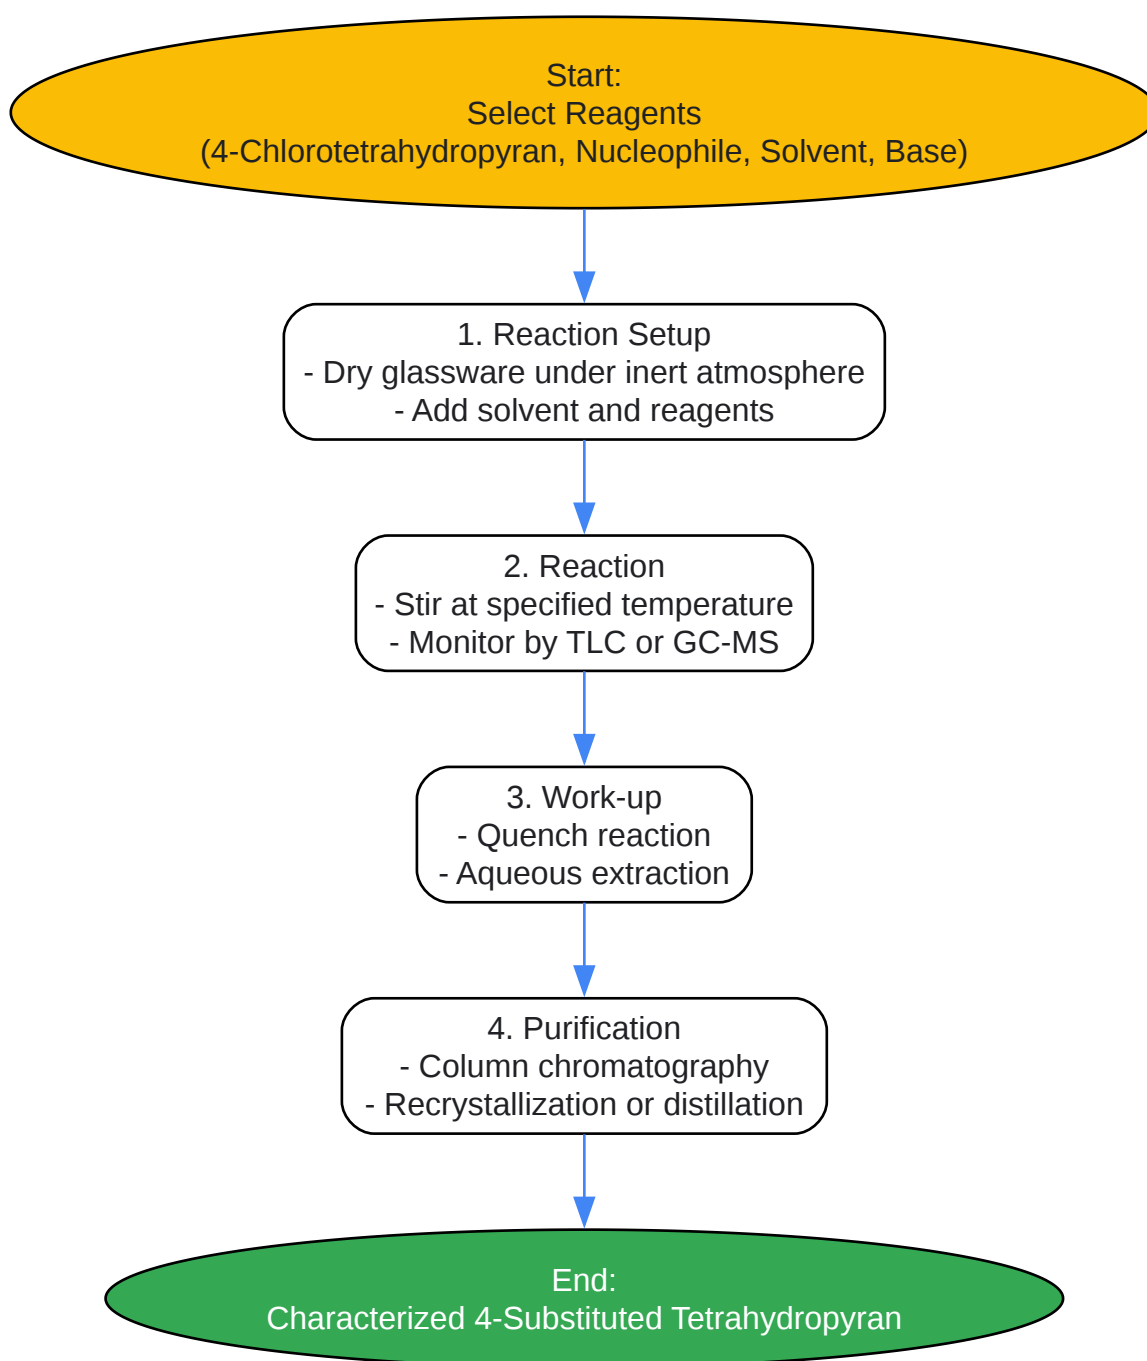 Start:
Select Reagents
(4-Chlorotetrahydropyran, Nucleophile, Solvent, Base)
1. Reaction Setup
- Dry glassware under inert atmosphere
- Add solvent and reagents
2. Reaction
- Stir at specified temperature
- Monitor by TLC or GC-MS
3. Work-up
- Quench reaction
- Aqueous extraction
4. Purification
- Column chromatography
- Recrystallization or distillation
End:
Characterized 4-Substituted Tetrahydropyran